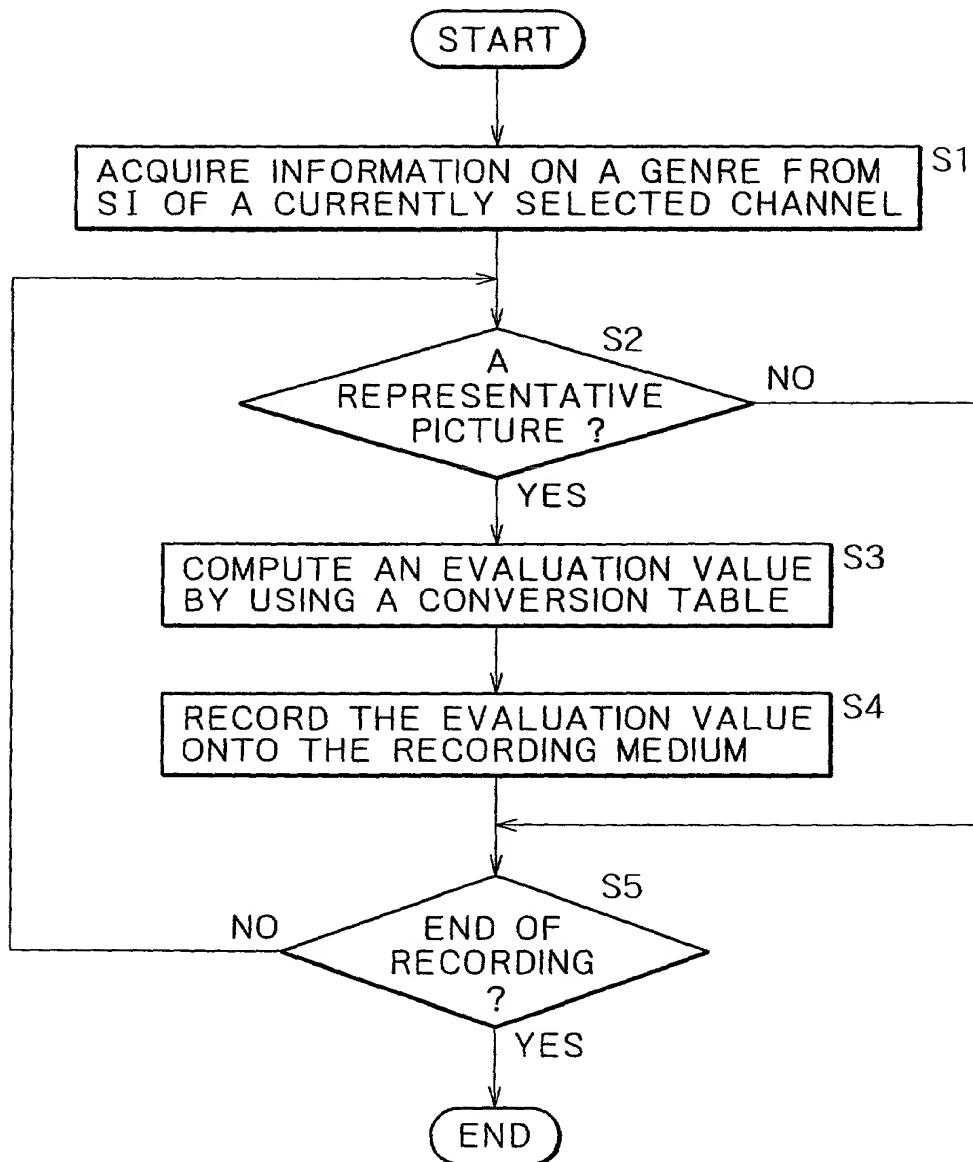 START
ACQUIRE INFORMATION ON A GENRE FROM
SI OF A CURRENTLY SELECTED CHANNEL
S1
S2
A
REPRESENTATIVE
PICTURE ?
NO
YES
COMPUTE AN EVALUATION VALUE
BY USING A CONVERSION TABLE
S3
RECORD THE EVALUATION VALUE
ONTO THE RECORDING MEDIUM
S4
S5
NO
END OF
RECORDING
?
YES
END